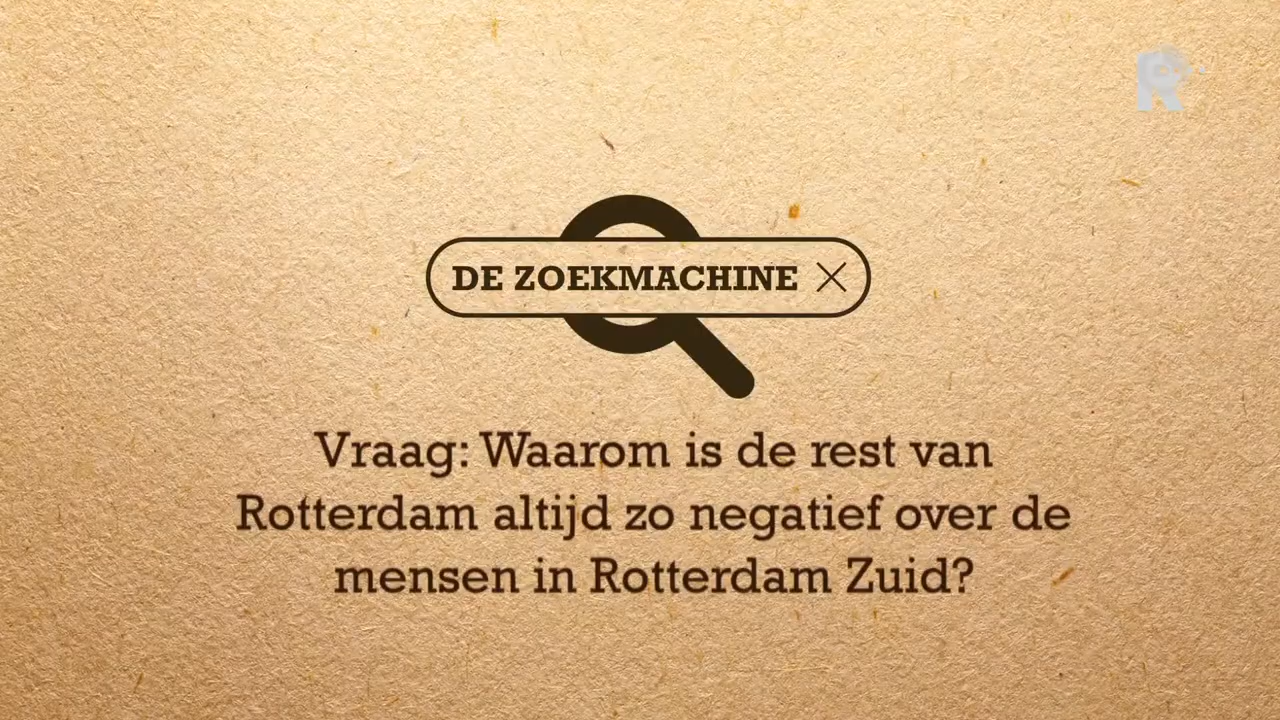 R
DE ZOEKMACHINE
Vraag: Waarom is de rest van
Rotterdam altijd zo negatief over de
mensen in Rotterdam Zuid?